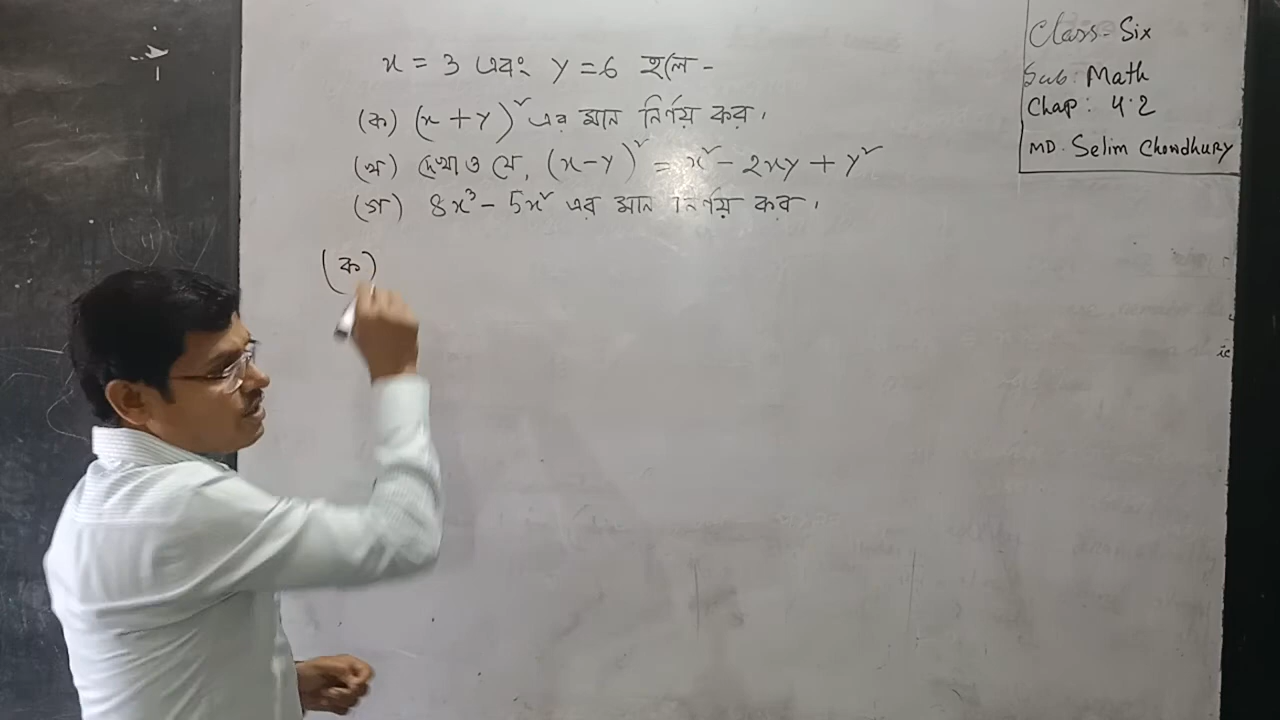 x = 3 এবং y = 6 হলে -
(ক) (x + y)² এর মান নির্ণয় কর।
(খ) দেখাও যে, (x - y)² = x² - 2xy + y²
(গ) 8x³ - 5x² এর মান নির্ণয় কর।
(ক)
Class- Six
Sub: Math
Chap: 4.2
MD. Selim Chowdhury